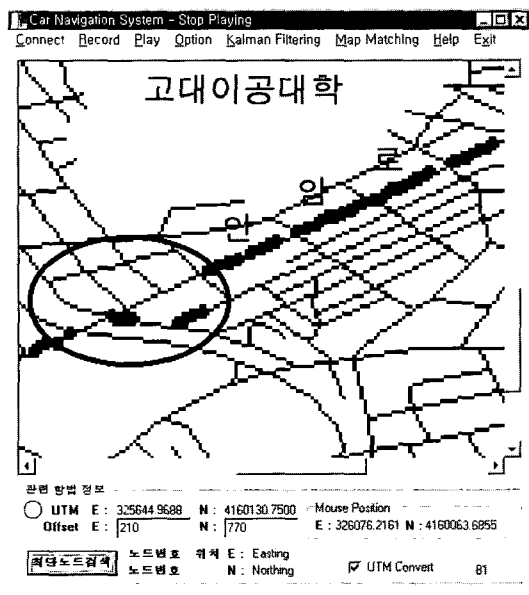 Car Navigation System - Stop Playing
Connect Record Play Option Kalman Filtering Map Matching Help Exit
고대이공대학
인
촌
로
관련 항법 정보
UTM E : 325644.9688 N : 4160130.7500 Mouse Position
Offset E : 210 N : 770 E : 326076.2161 N : 4160063.6855
최단노드검색 노드번호 위치 E : Easting
노드번호 N : Northing UTM Convert 81